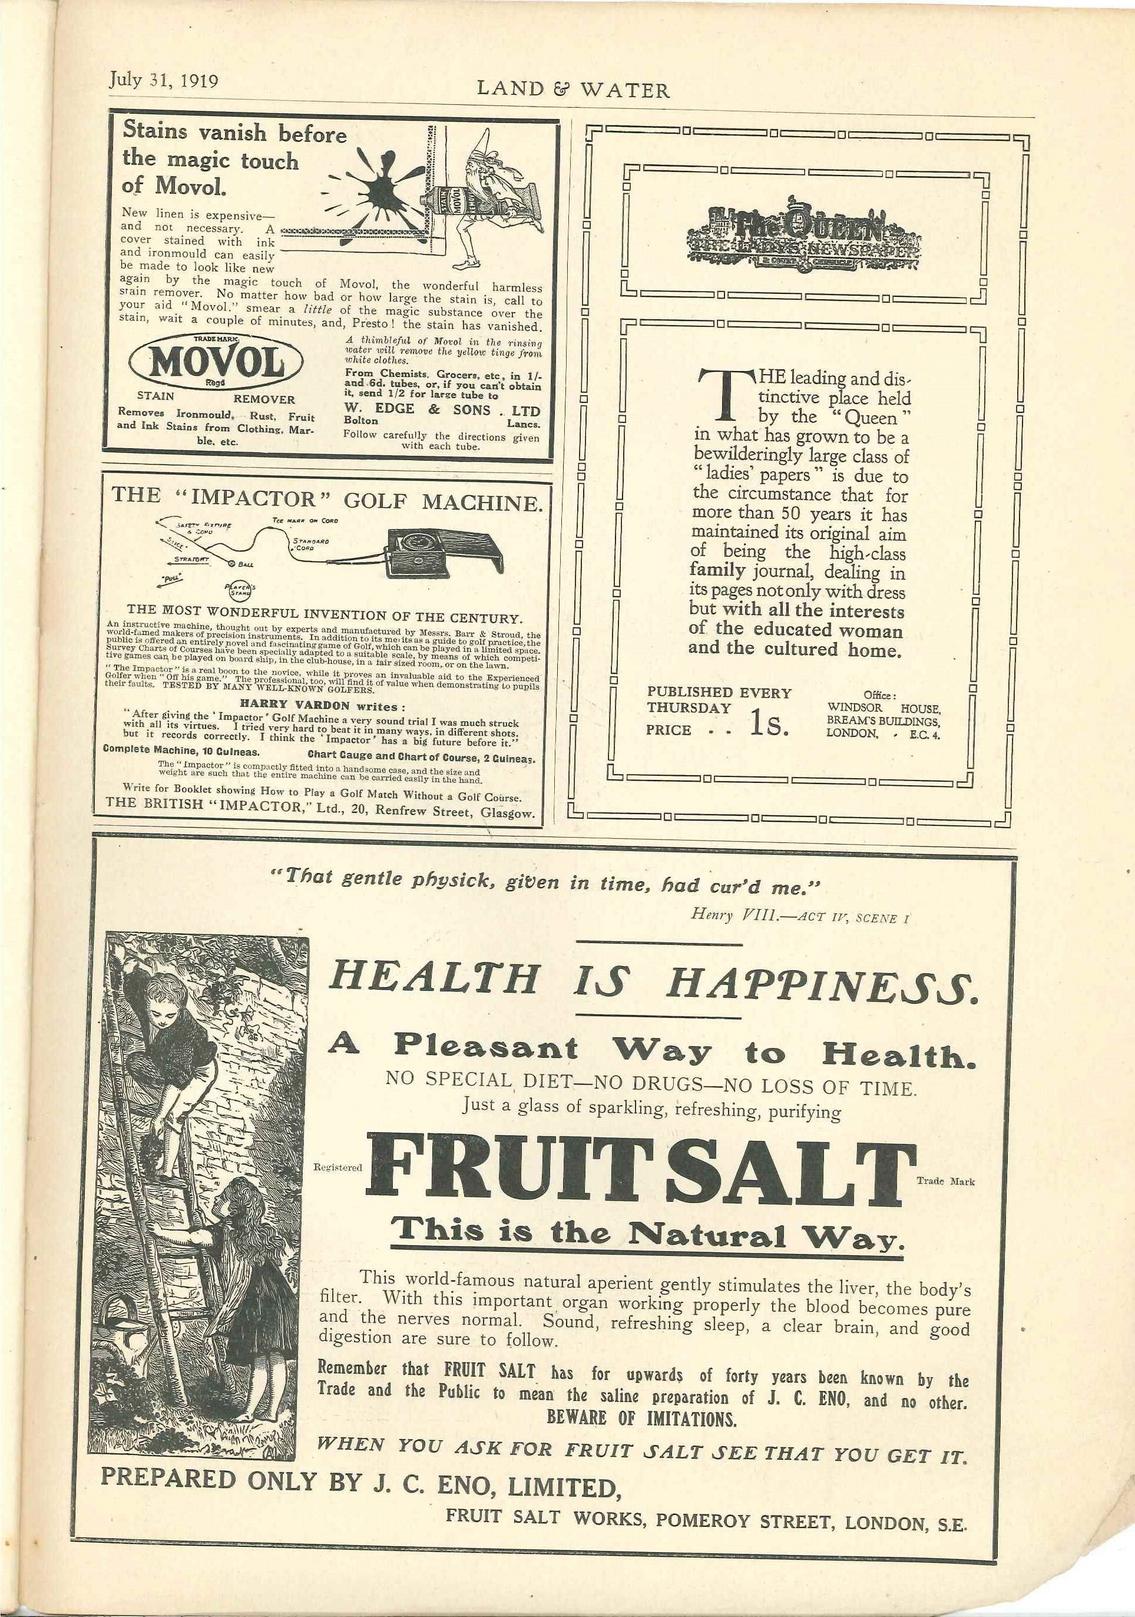 July 31, 1919
LAND & WATER
Stains vanish before
the magic touch
of Movol.
STAIN
MOVOL
New linen is expensive—
and not necessary. A
cover stained with ink
and ironmould can easily
be made to look like new
again by the magic touch of Movol, the wonderful harmless
stain remover. No matter how bad or how large the stain is, call to
your aid "Movol," smear a little of the magic substance over the
stain, wait a couple of minutes, and, Presto! the stain has vanished.
TRADE MARK
MOVOL
Regd
STAIN REMOVER
Removes Ironmould, Rust, Fruit
and Ink Stains from Clothing, Mar-
ble, etc.
A thimbleful of Movol in the rinsing
water will remove the yellow tinge from
white clothes.
From Chemists, Grocers, etc, in 1/-
and 6d. tubes, or, if you can't obtain
it, send 1/2 for large tube to
W. EDGE & SONS . LTD
Bolton Lancs.
Follow carefully the directions given
with each tube.
THE "IMPACTOR" GOLF MACHINE.
TEE MARK ON CORD
STANDARD
CORD
"SLICE"
STRAIGHT
BALL
"PULL"
PLAYER'S
STAND
THE MOST WONDERFUL INVENTION OF THE CENTURY.
An instructive machine, thought out by experts and manufactured by Messrs. Barr & Stroud, the
world-famed makers of precision instruments. In addition to its merits as a guide to golf practice, the
public is offered an entirely novel and fascinating game of Golf, which can be played in a limited space.
Survey Charts of Courses have been specially adapted to a suitable scale, by means of which competi-
tive games can be played on board ship, in the club-house, in a fair sized room, or on the lawn.
"The Impactor" is a real boon to the novice, while it proves an invaluable aid to the Experienced
Golfer when "Off his game." The professional, too, will find it of value when demonstrating to pupils
their faults. TESTED BY MANY WELL-KNOWN GOLFERS.
HARRY VARDON writes :
"After giving the 'Impactor' Golf Machine a very sound trial I was much struck
with all its virtues. I tried very hard to beat it in many ways, in different shots,
but it records correctly. I think the 'Impactor' has a big future before it."
Complete Machine, 10 Guineas. Chart Gauge and Chart of Course, 2 Guineas.
The "Impactor" is compactly fitted into a handsome case, and the size and
weight are such that the entire machine can be carried easily in the hand.
Write for Booklet showing How to Play a Golf Match Without a Golf Course.
THE BRITISH "IMPACTOR," Ltd., 20, Renfrew Street, Glasgow.
The QUEEN
THE LADY'S NEWSPAPER
& COURT CHRONICLE
THE leading and dis-
tinctive place held
by the "Queen"
in what has grown to be a
bewilderingly large class of
"ladies' papers" is due to
the circumstance that for
more than 50 years it has
maintained its original aim
of being the high-class
family journal, dealing in
its pages not only with dress
but with all the interests
of the educated woman
and the cultured home.
PUBLISHED EVERY
THURSDAY
PRICE . . 1s.
Office:
WINDSOR HOUSE,
BREAM'S BUILDINGS,
LONDON, - E.C. 4.
"That gentle physick, given in time, had cur'd me."
Henry VIII.—ACT IV, SCENE I
HEALTH IS HAPPINESS.
A Pleasant Way to Health.
NO SPECIAL DIET—NO DRUGS—NO LOSS OF TIME.
Just a glass of sparkling, refreshing, purifying
Registered FRUIT SALT Trade Mark
This is the Natural Way.
This world-famous natural aperient gently stimulates the liver, the body's
filter. With this important organ working properly the blood becomes pure
and the nerves normal. Sound, refreshing sleep, a clear brain, and good
digestion are sure to follow.
Remember that FRUIT SALT has for upwards of forty years been known by the
Trade and the Public to mean the saline preparation of J. C. ENO, and no other.
BEWARE OF IMITATIONS.
WHEN YOU ASK FOR FRUIT SALT SEE THAT YOU GET IT.
PREPARED ONLY BY J. C. ENO, LIMITED,
FRUIT SALT WORKS, POMEROY STREET, LONDON, S.E.